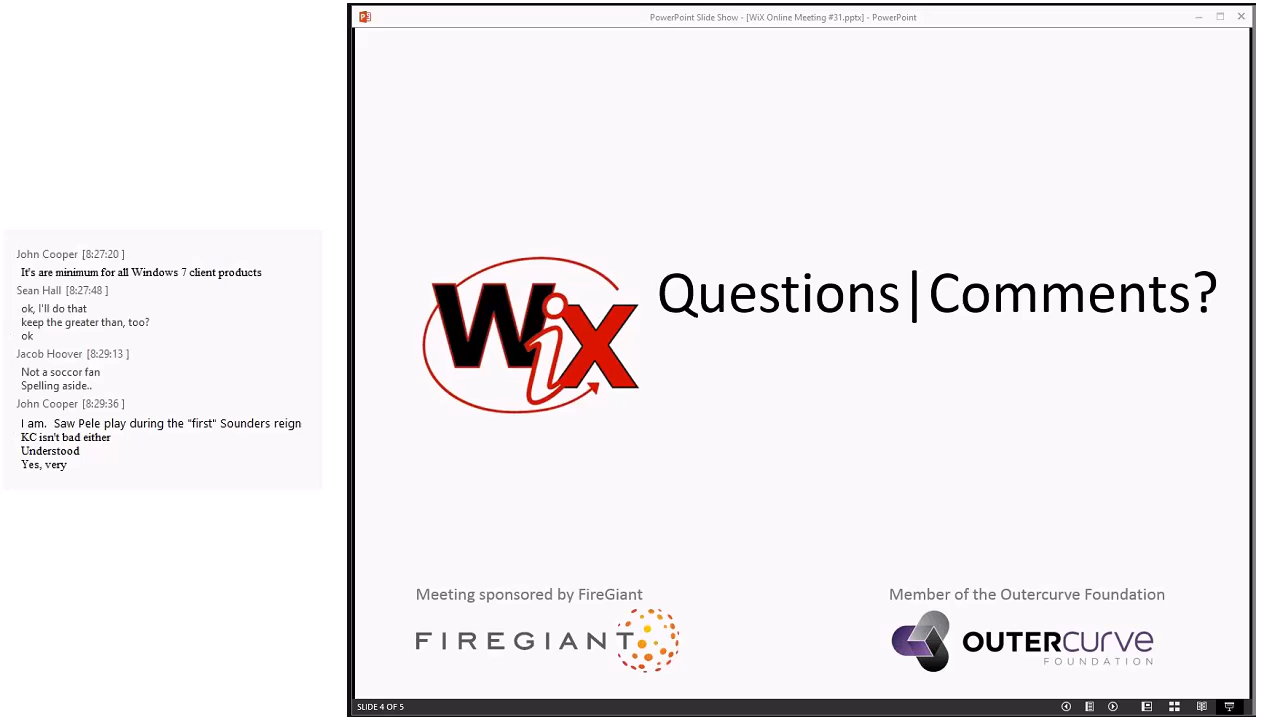 PowerPoint Slide Show - [WiX Online Meeting #31.pptx] - PowerPoint
John Cooper [8:27:20 ]
It's are minimum for all Windows 7 client products
Sean Hall [8:27:48 ]
ok, I'll do that
keep the greater than, too?
ok
Jacob Hoover [8:29:13 ]
Not a soccor fan
Spelling aside..
John Cooper [8:29:36 ]
I am.  Saw Pele play during the "first" Sounders reign
KC isn't bad either
Understood
Yes, very
WiX
Questions|Comments?
Meeting sponsored by FireGiant
FIREGIANT
Member of the Outercurve Foundation
OUTERCURVE
FOUNDATION
SLIDE 4 OF 5